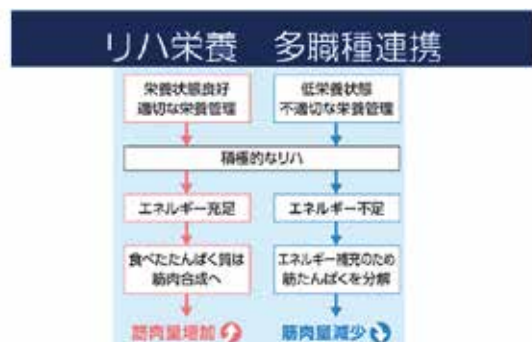 リハ栄養 多職種連携
栄養状態良好
適切な栄養管理
低栄養状態
不適切な栄養管理
積極的なリハ
エネルギー充足
エネルギー不足
食べたたんぱく質は
筋肉合成へ
エネルギー補充のため
筋たんぱくを分解
筋肉量増加
筋肉量減少